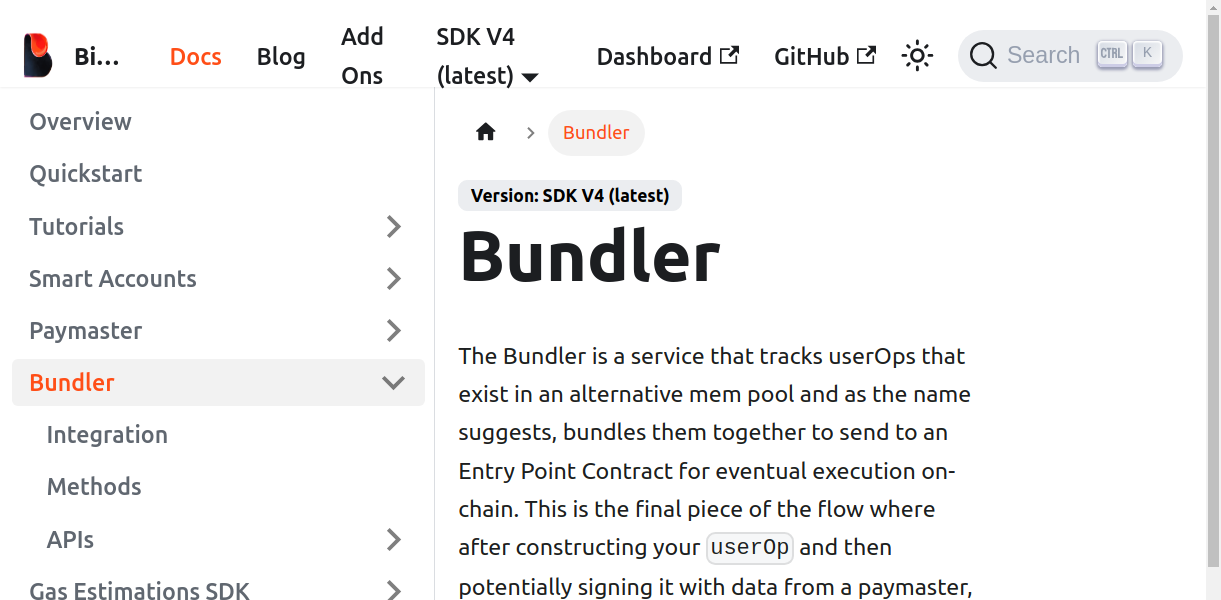 Bi...
Docs
Blog
Add
Ons
SDK V4
(latest)
Dashboard
GitHub
Search
CTRL
K
Overview
Quickstart
Tutorials
Smart Accounts
Paymaster
Bundler
Integration
Methods
APIs
Gas Estimations SDK
Bundler
Version: SDK V4 (latest)
Bundler
The Bundler is a service that tracks userOps that
exist in an alternative mem pool and as the name
suggests, bundles them together to send to an
Entry Point Contract for eventual execution on-
chain. This is the final piece of the flow where
after constructing your userOp and then
potentially signing it with data from a paymaster,